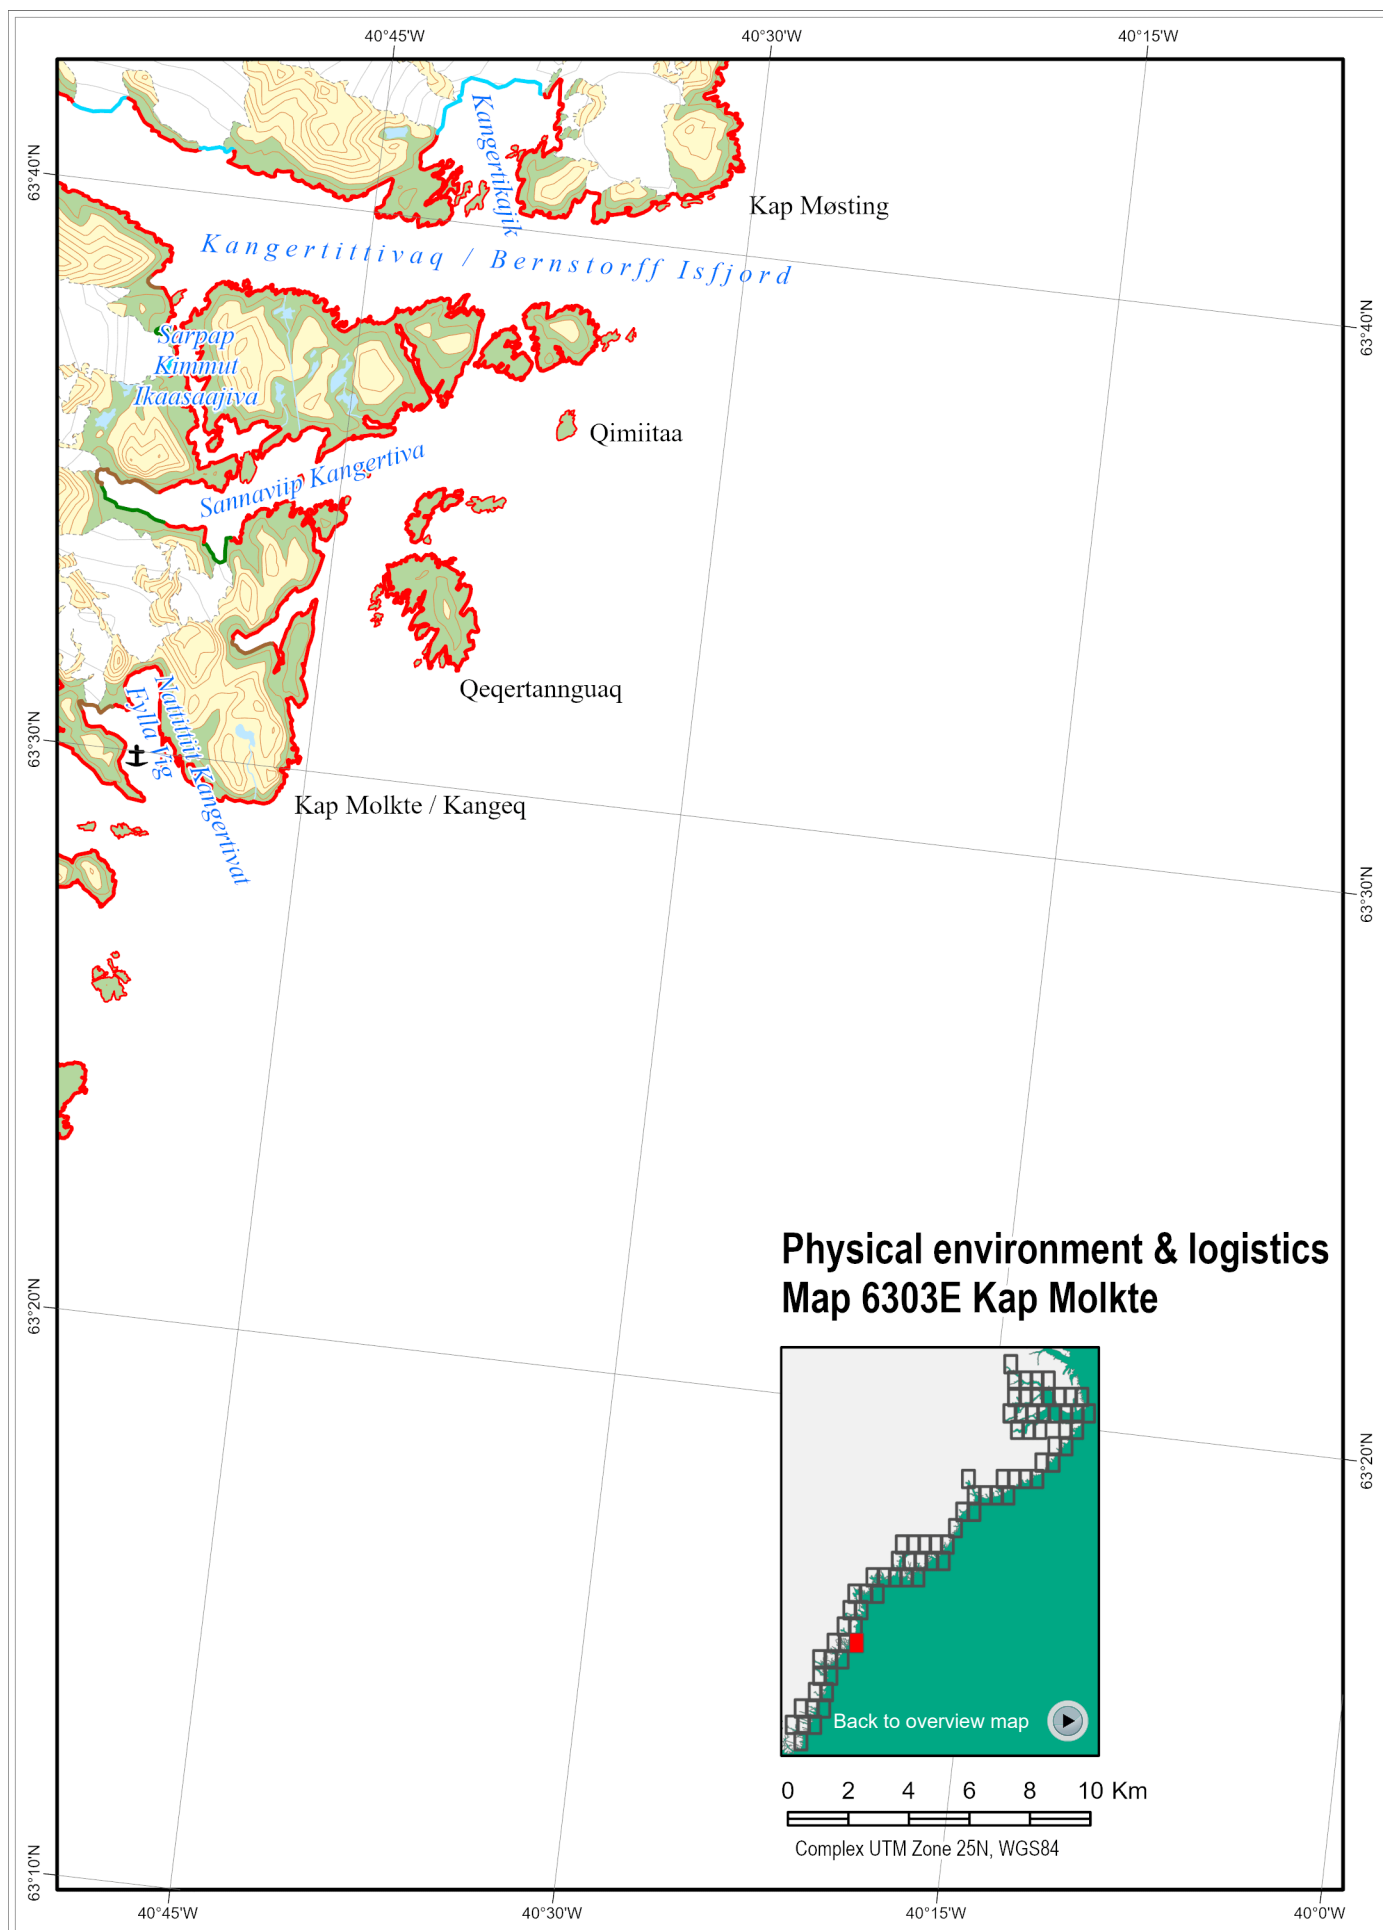 40°45'W
40°30'W
40°15'W
63°40'N
Kangertikajik
Kap Møsting
Kangertittivaq / Bernstorff Isfjord
63°40'N
Sarpap
Kimmut
Ikaasaajiva
Qimiitaa
Sannaviip Kangertiva
Qeqertannguaq
63°30'N
Nattittiit Kangertivat
Fylla Vig
Kap Molkte / Kangeq
63°30'N
Physical environment & logistics
Map 6303E Kap Molkte
63°20'N
63°20'N
Back to overview map
0 2 4 6 8 10 Km
Complex UTM Zone 25N, WGS84
63°10'N
40°45'W
40°30'W
40°15'W
40°0'W